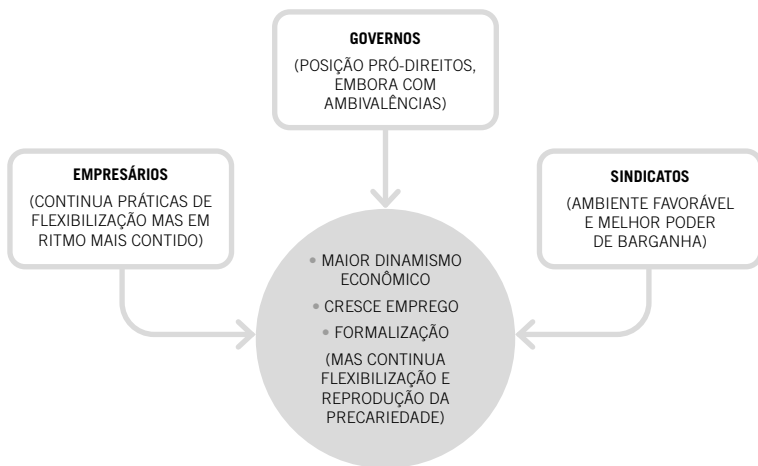 GOVERNOS
(POSIÇÃO PRÓ-DIREITOS,
EMBORA COM
AMBIVALÊNCIAS)
EMPRESÁRIOS
(CONTINUA PRÁTICAS DE
FLEXIBILIZAÇÃO MAS EM
RITMO MAIS CONTIDO)
SINDICATOS
(AMBIENTE FAVORÁVEL
E MELHOR PODER
DE BARGANHA)
• MAIOR DINAMISMO
ECONÔMICO
• CRESCE EMPREGO
• FORMALIZAÇÃO
(MAS CONTINUA
FLEXIBILIZAÇÃO E
REPRODUÇÃO DA
PRECARIEDADE)